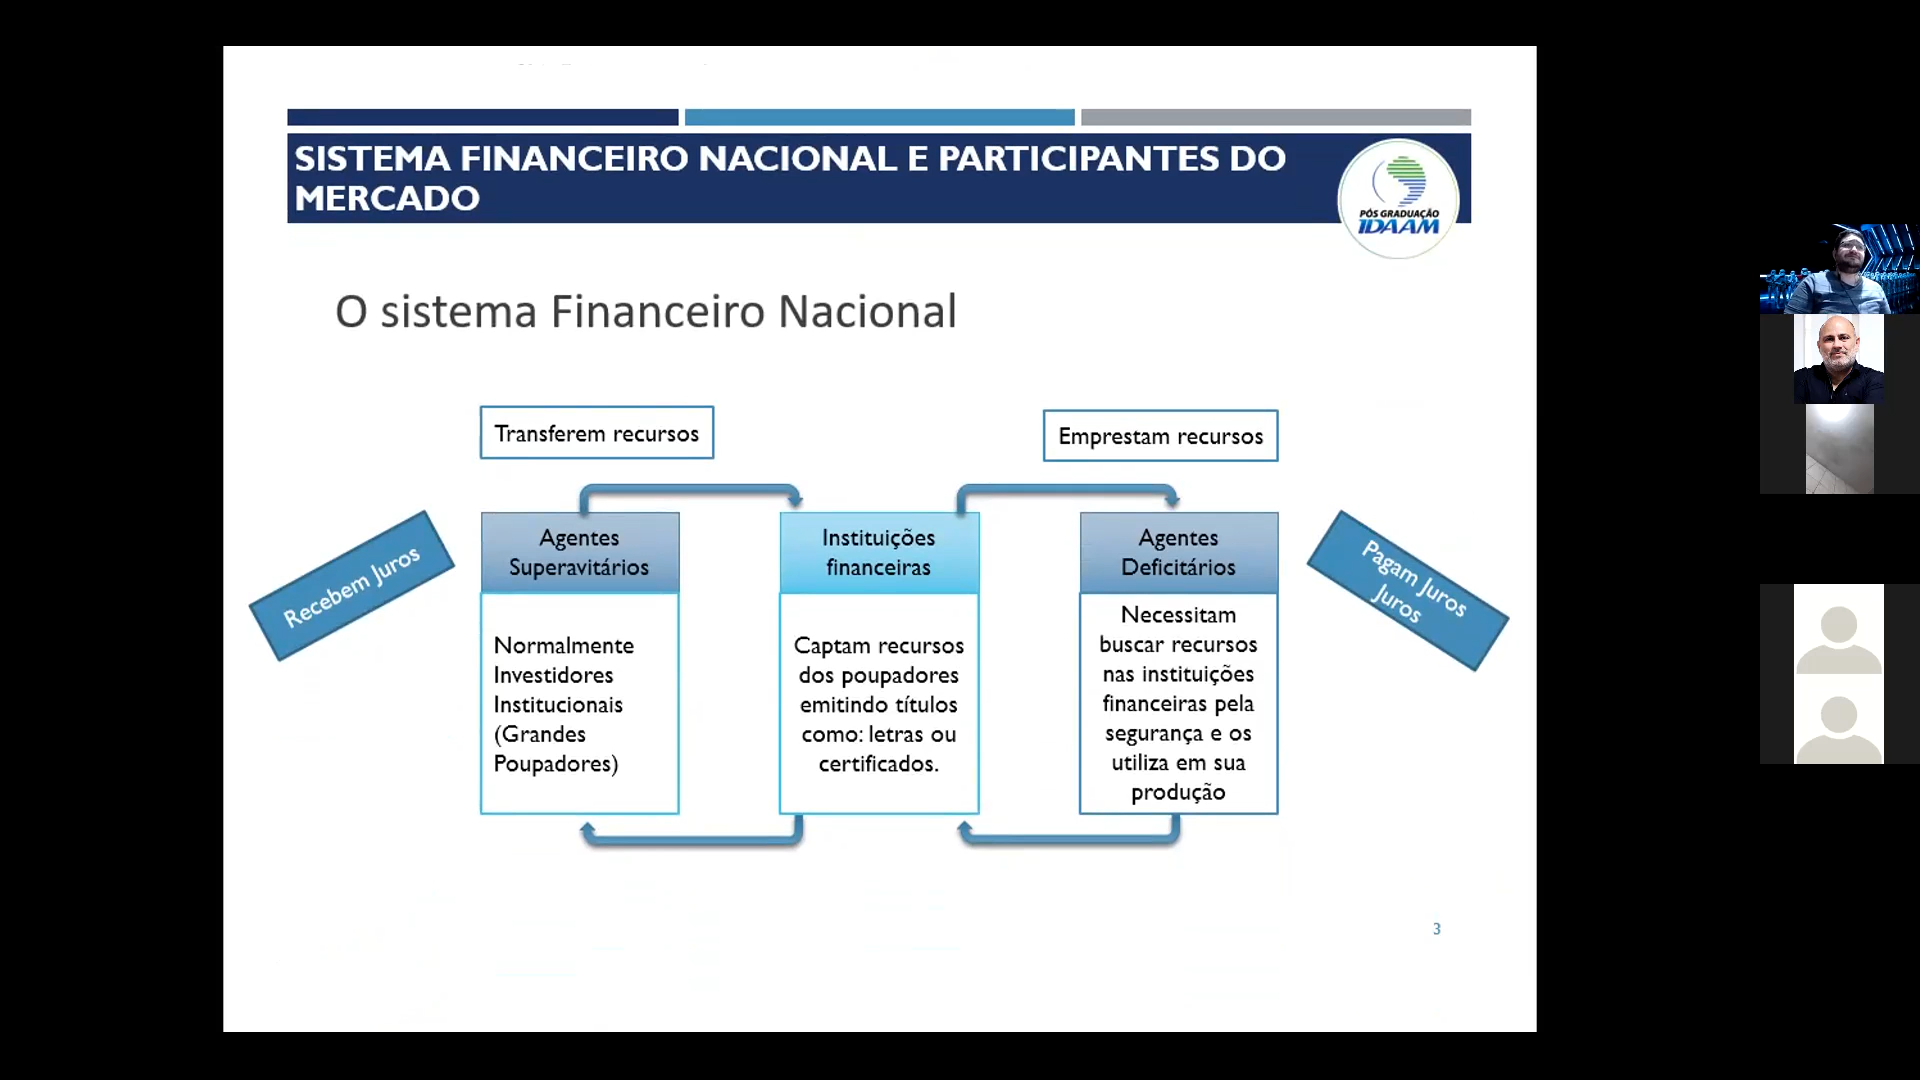 SISTEMA FINANCEIRO NACIONAL E PARTICIPANTES DO
MERCADO
PÓS GRADUAÇÃO
IDAAM
O sistema Financeiro Nacional
Transferem recursos
Emprestam recursos
Recebem Juros
Agentes
Superavitários
Normalmente
Investidores
Institucionais
(Grandes
Poupadores)
Instituições
financeiras
Captam recursos
dos poupadores
emitindo títulos
como: letras ou
certificados.
Agentes
Deficitários
Necessitam
buscar recursos
nas instituições
financeiras pela
segurança e os
utiliza em sua
produção
Pagam Juros
Juros
3